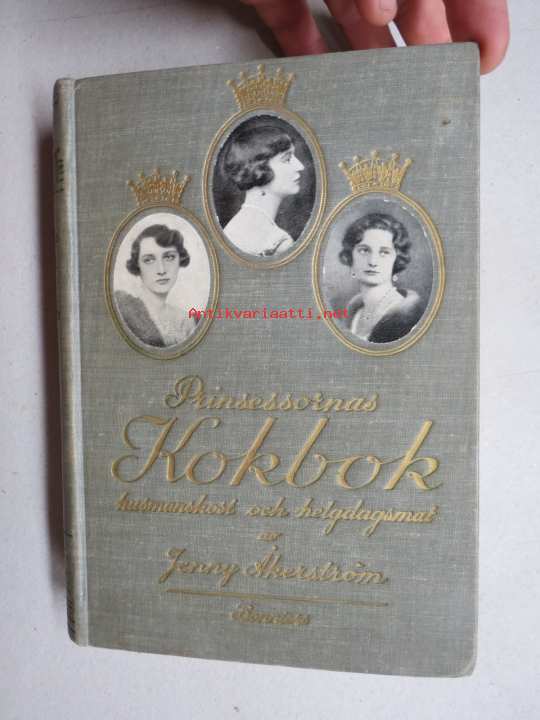 Antikvariaatti.net
Prinsessornas
Kokbok
husmanskost och helgdagsmat
av
Jenny Åkerström
Bonniers